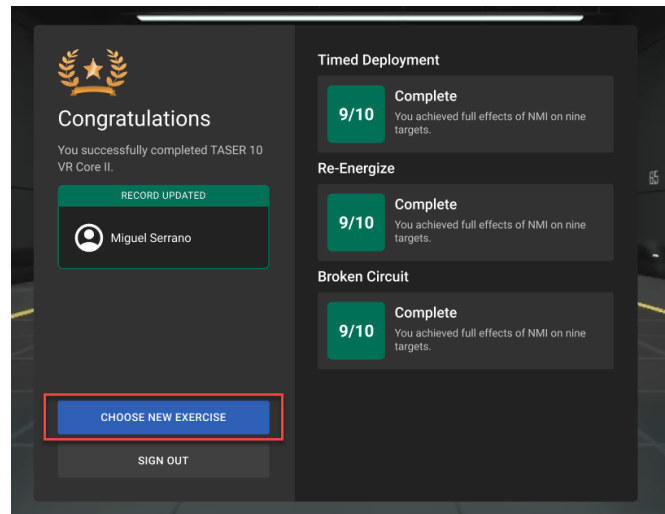 Congratulations
You successfully completed TASER 10
VR Core II.
RECORD UPDATED
Miguel Serrano
CHOOSE NEW EXERCISE
SIGN OUT
Timed Deployment
9/10
Complete
You achieved full effects of NMI on nine
targets.
Re-Energize
9/10
Complete
You achieved full effects of NMI on nine
targets.
Broken Circuit
9/10
Complete
You achieved full effects of NMI on nine
targets.
65